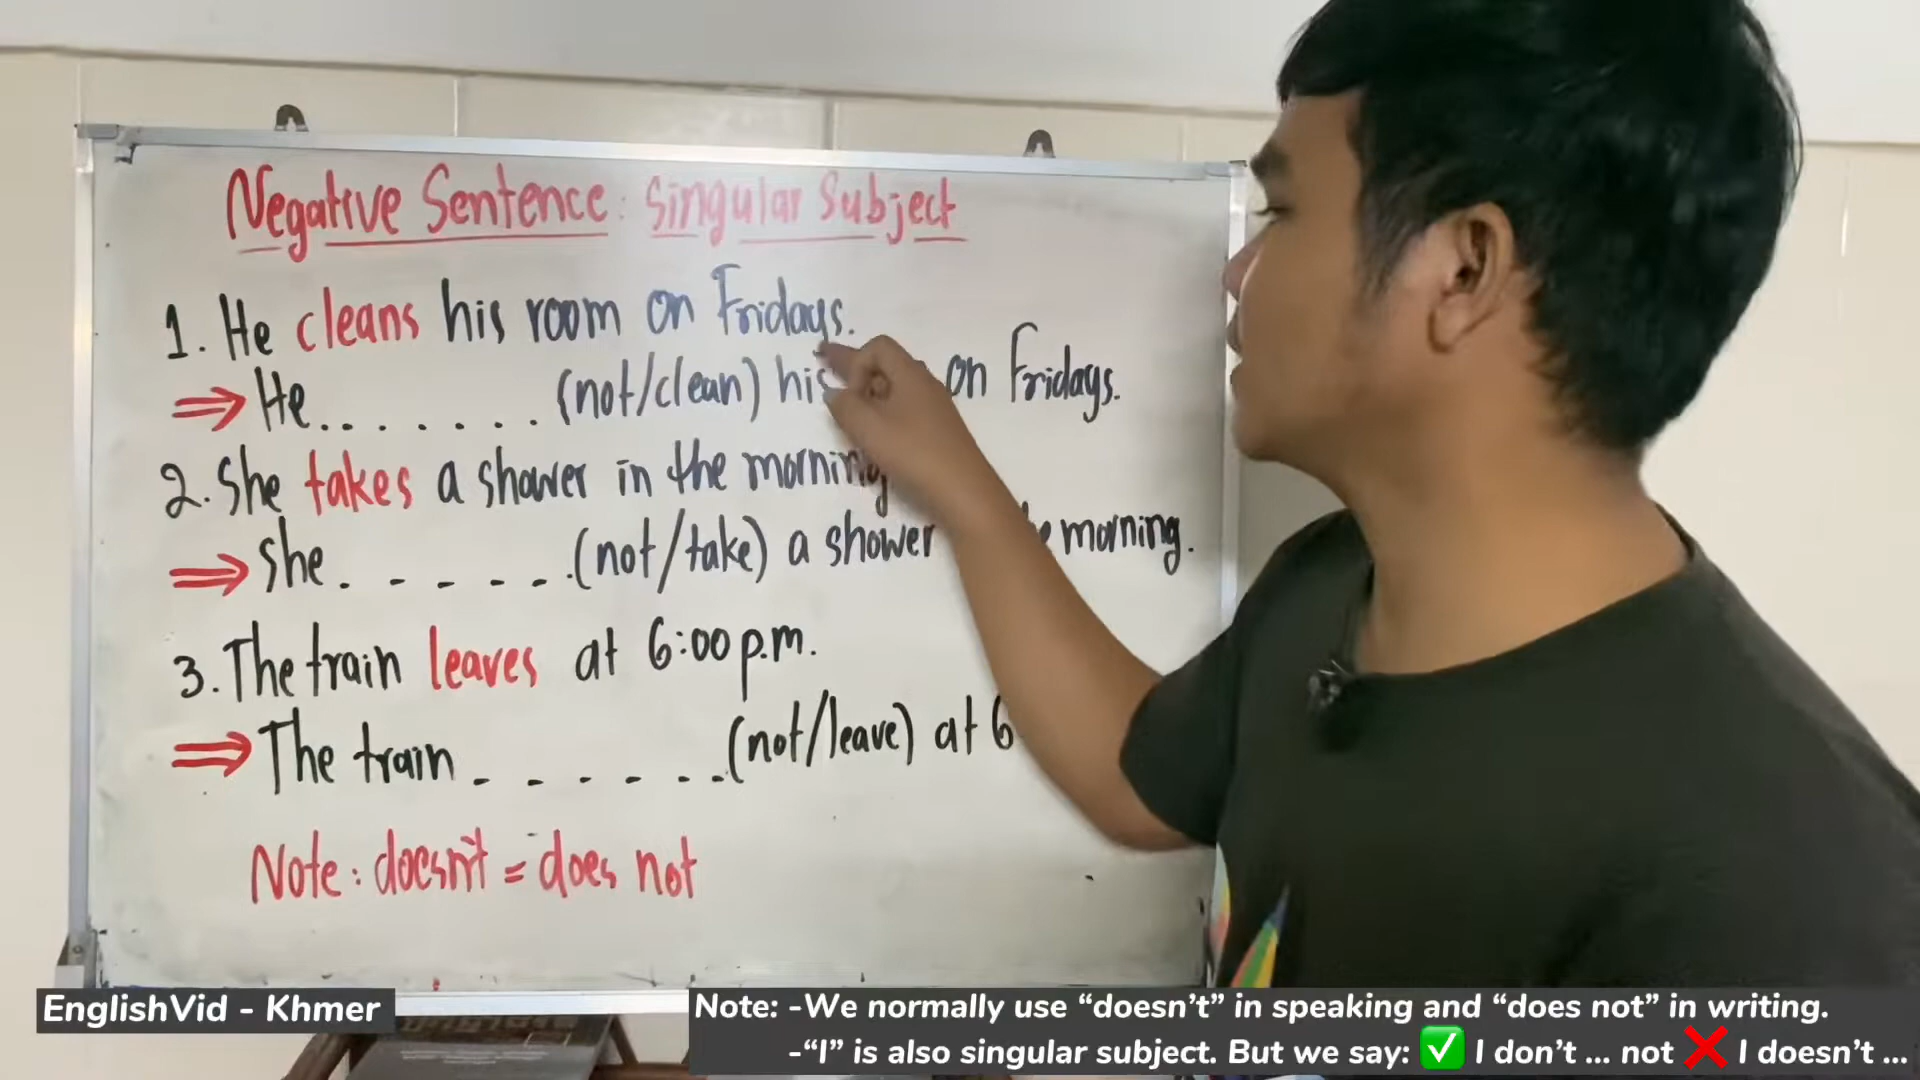 Negative Sentence: Singular Subject
1. He cleans his room on Fridays.
⇒ He........ (not/clean) his on Fridays.
2. She takes a shower in the morning
⇒ She. - - - - .(not/take) a shower morning.
3. The train leaves at 6:00 p.m.
⇒ The train - - - - - -.(not/leave) at 6
Note: doesn't = does not
EnglishVid - Khmer
Note: -We normally use “doesn’t” in speaking and “does not” in writing.
-“I” is also singular subject. But we say: ✅ I don’t ... not ❌ I doesn’t ...